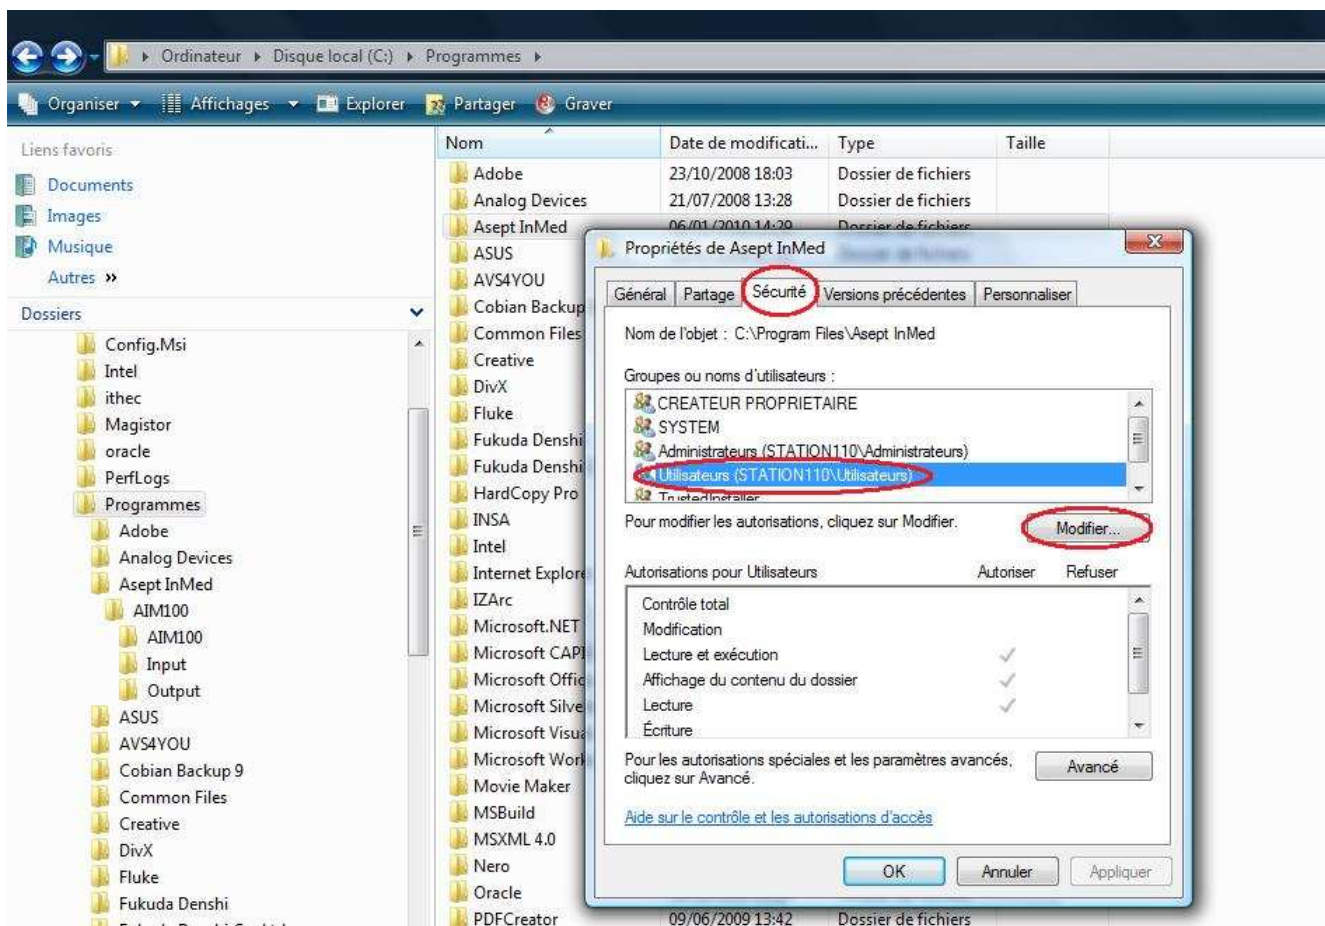 Ordinateur Disque local (C:) Programmes
Organiser Affichages Explorer Partager Graver
Liens favoris
Documents
Images
Musique
Autres »
Dossiers
Config.Msi
Intel
ithec
Magistor
oracle
PerfLogs
Programmes
Adobe
Analog Devices
Asept InMed
AIM100
AIM100
Input
Output
ASUS
AVS4YOU
Cobian Backup 9
Common Files
Creative
DivX
Fluke
Fukuda Denshi
Nom Date de modificati... Type Taille
Adobe 23/10/2008 18:03 Dossier de fichiers
Analog Devices 21/07/2008 13:28 Dossier de fichiers
Asept InMed 06/01/2010 14:29 Dossier de fichiers
ASUS
AVS4YOU
Cobian Backup
Common Files
Creative
DivX
Fluke
Fukuda Denshi
Fukuda Denshi
HardCopy Pro
INSA
Intel
Internet Explore
IZArc
Microsoft.NET
Microsoft CAPI
Microsoft Offic
Microsoft Silve
Microsoft Visua
Microsoft Work
Movie Maker
MSBuild
MSXML 4.0
Nero
Oracle
PDFCreator 09/06/2009 13:42 Dossier de fichiers
Propriétés de Asept InMed
Général Partage Sécurité Versions précédentes Personnaliser
Nom de l'objet : C:\Program Files\Asept InMed
Groupes ou noms d'utilisateurs :
CREATEUR PROPRIETAIRE
SYSTEM
Administrateurs (STATION110\Administrateurs)
Utilisateurs (STATION110\Utilisateurs)
TrustedInstaller
Pour modifier les autorisations, cliquez sur Modifier.
Modifier...
Autorisations pour Utilisateurs Autoriser Refuser
Contrôle total
Modification
Lecture et exécution
Affichage du contenu du dossier
Lecture
Écriture
Pour les autorisations spéciales et les paramètres avancés,
cliquez sur Avancé.
Avancé
Aide sur le contrôle et les autorisations d'accès
OK Annuler Appliquer